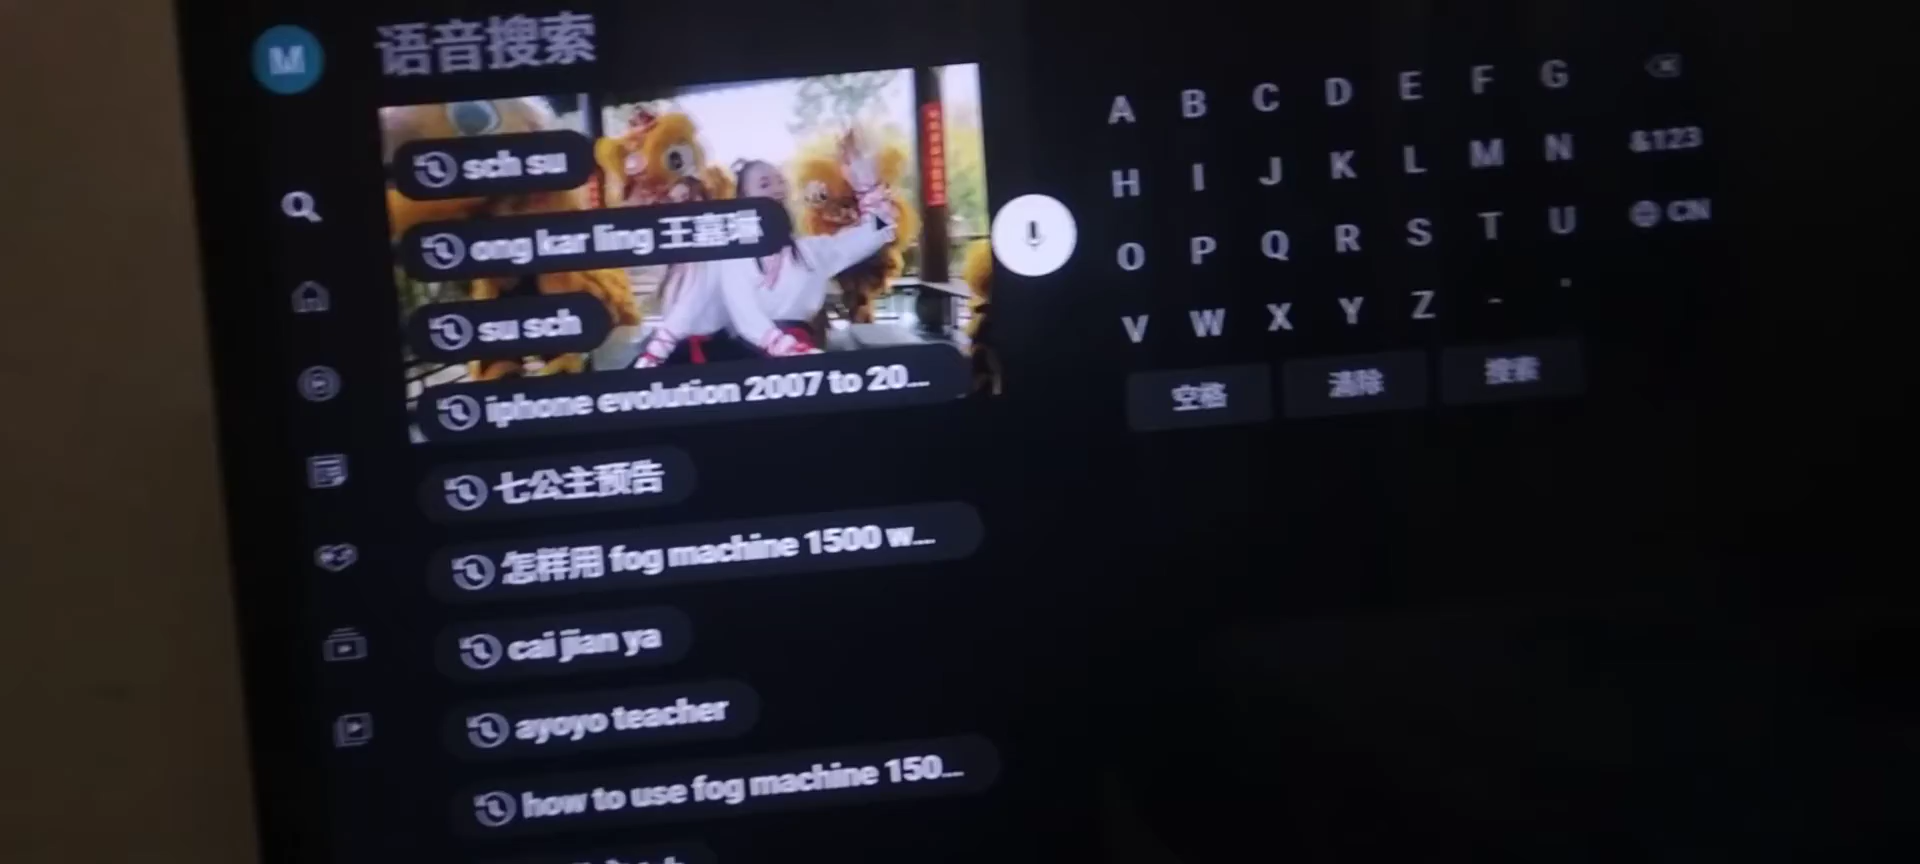 M
语音搜索
sch su
ong kar ling 王嘉琳
su sch
iphone evolution 2007 to 20...
七公主预告
怎样用 fog machine 1500 w...
cai jian ya
ayoyo teacher
how to use fog machine 150...
A B C D E F G
H I J K L M N &123
O P Q R S T U CN
V W X Y Z - '
空格 清除 搜索